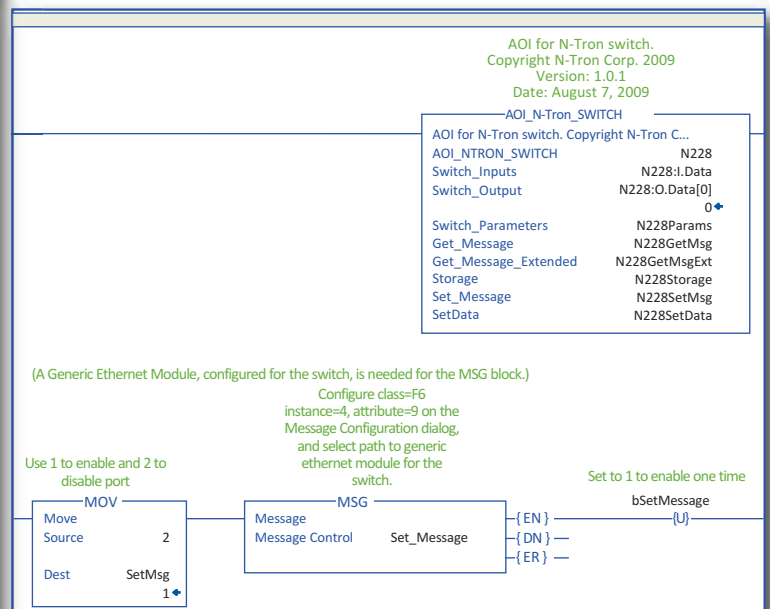 AOI for N-Tron switch.
Copyright N-Tron Corp. 2009
Version: 1.0.1
Date: August 7, 2009
AOI_N-Tron_SWITCH
AOI for N-Tron switch. Copyright N-Tron C...
AOI_NTRON_SWITCH N228
Switch_Inputs N228:I.Data
Switch_Output N228:O.Data[0]
0
Switch_Parameters N228Params
Get_Message N228GetMsg
Get_Message_Extended N228GetMsgExt
Storage N228Storage
Set_Message N228SetMsg
SetData N228SetData
(A Generic Ethernet Module, configured for the switch, is needed for the MSG block.)
Configure class=F6
instance=4, attribute=9 on the
Message Configuration dialog,
and select path to generic
ethernet module for the
switch.
Use 1 to enable and 2 to
disable port
Set to 1 to enable one time
MOV
Move
Source 2
Dest SetMsg
1
MSG
Message
Message Control Set_Message
{ EN }
{ DN }
{ ER }
bSetMessage
{U}